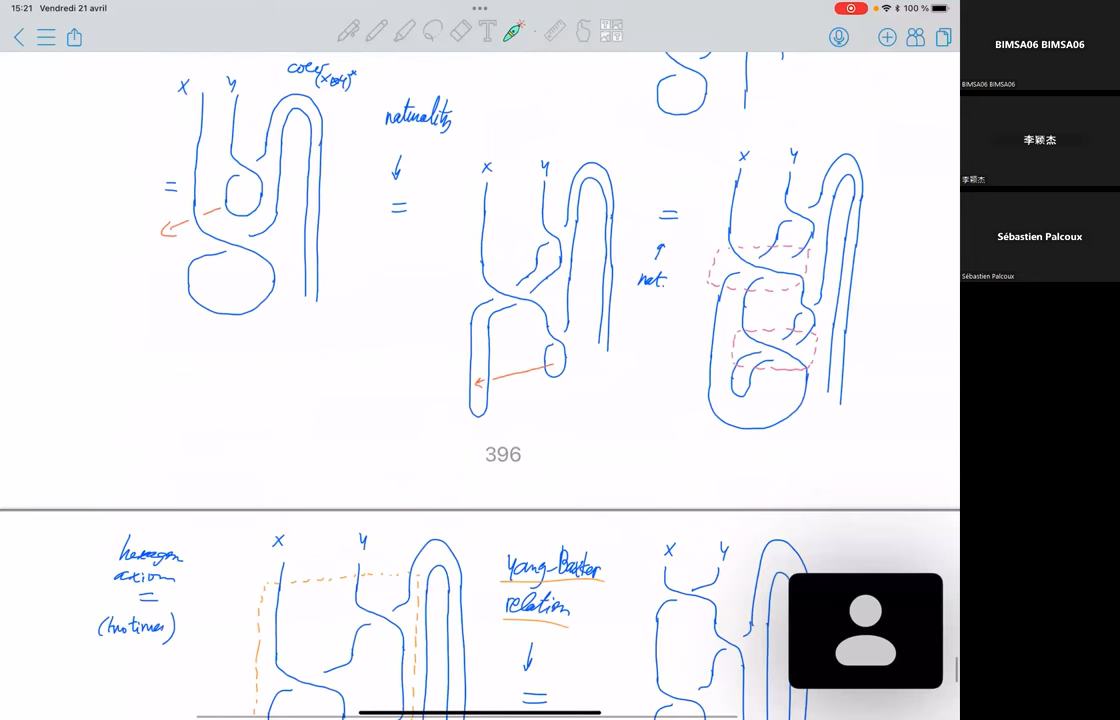 15:21 Vendredi 21 avril
100 %
BIMSA06 BIMSA06
BIMSA06 BIMSA06
李颖杰
李颖杰
Sébastien Palcoux
Sébastien Palcoux
X Y coev (X⊗Y)*
naturality
↓
=
=
X Y
=
↑
nat.
X Y
396
hexagon
axiom
=
(two times)
X Y
Yang-Baxter
relation
↓
=
X Y